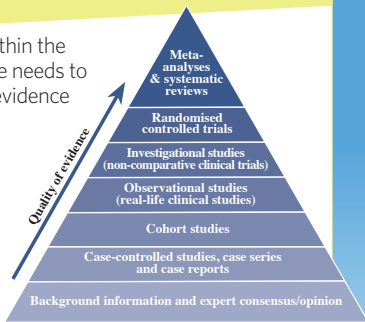 thin the
e needs to
evidence
Quality of evidence
Meta-
analyses
& systematic
reviews
Randomised
controlled trials
Investigational studies
(non-comparative clinical trials)
Observational studies
(real-life clinical studies)
Cohort studies
Case-controlled studies, case series
and case reports
Background information and expert consensus/opinion